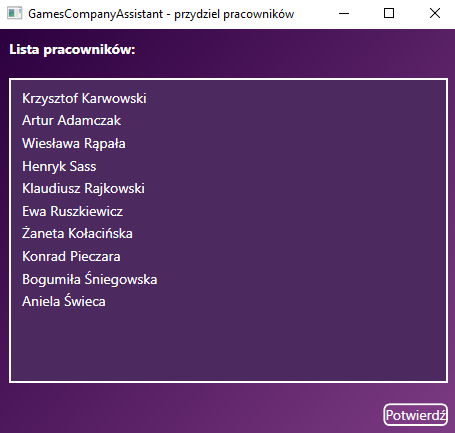 GamesCompanyAssistant - przydziel pracowników
Lista pracowników:
Krzysztof Karwowski
Artur Adamczak
Wiesława Rąpała
Henryk Sass
Klaudiusz Rajkowski
Ewa Ruszkiewicz
Żaneta Kołacińska
Konrad Pieczara
Bogumiła Śniegowska
Aniela Świeca
Potwierdź